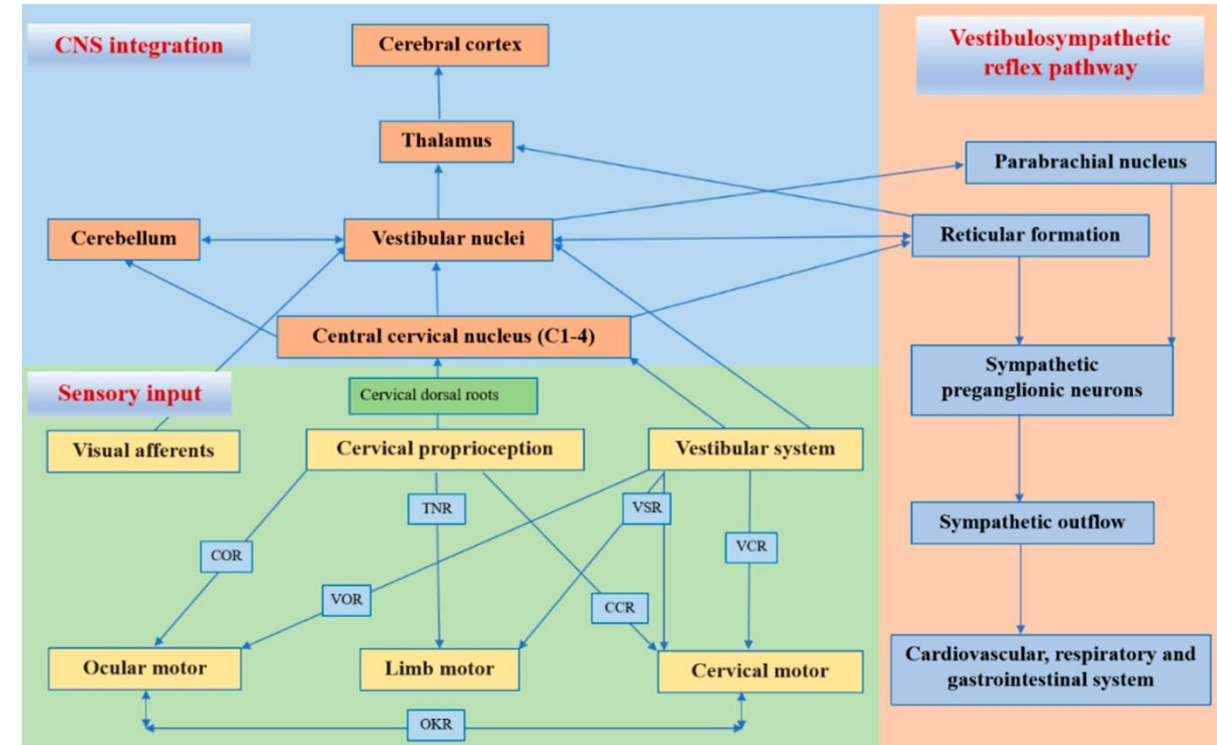 CNS integration
Cerebral cortex
Vestibulosympathetic
reflex pathway
Thalamus
Parabrachial nucleus
Cerebellum
Vestibular nuclei
Reticular formation
Central cervical nucleus (C1-4)
Sensory input
Cervical dorsal roots
Sympathetic
preganglionic neurons
Visual afferents
Cervical proprioception
Vestibular system
TNR
VSR
Sympathetic outflow
COR
VCR
VOR
CCR
Ocular motor
Limb motor
Cervical motor
Cardiovascular, respiratory and
gastrointestinal system
OKR